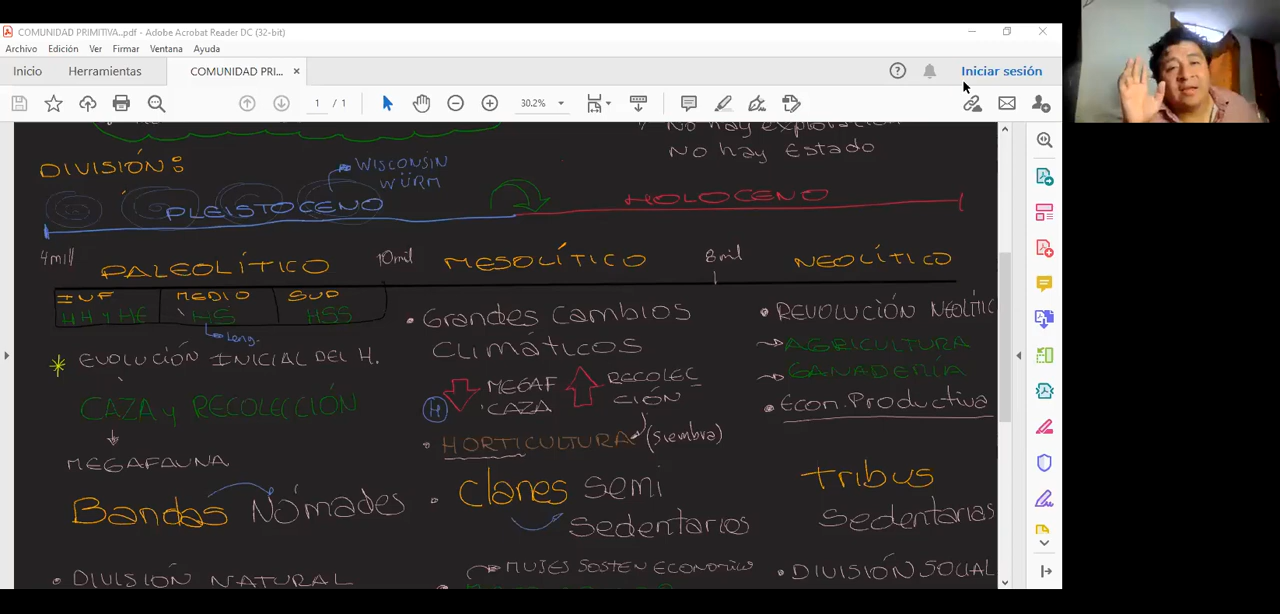 COMUNIDAD PRIMITIVA..pdf - Adobe Acrobat Reader DC (32-bit)
Archivo Edición Ver Firmar Ventana Ayuda
Inicio Herramientas COMUNIDAD PRI... × Iniciar sesión
1 / 1 30.2%
No hay Estado
DIVISIÓN:
WISCONSIN
WÜRM
PLEISTOCENO HOLOCENO
4mill PALEOLÍTICO 10mil MESOLÍTICO 8mil NEOLÍTICO
INF MEDIO SUP
HH y HE HS HSS
Leng.
EVOLUCIÓN INICIAL DEL H.
CAZA y RECOLECCIÓN
MEGAFAUNA
Bandas Nómades
• DIVISIÓN NATURAL
• Grandes cambios
climáticos
H MEGAF RECOLEC
CAZA CIÓN
• HORTICULTURA (siembra)
• Clanes semi
sedentarios
MUJES SOSTEN ECONOMICO
• REVOLUCIÓN NEOLÍTIC
→ AGRICULTURA
→ GANADERÍA
• Econ. Productiva
Tribus
Sedentarias
• DIVISIÓN SOCIAL